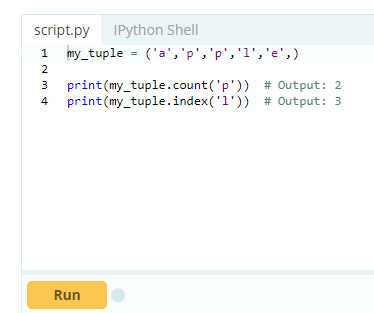 script.py IPython Shell
1 my_tuple = ('a','p','p','l','e',)
2
3 print(my_tuple.count('p')) # Output: 2
4 print(my_tuple.index('l')) # Output: 3
Run